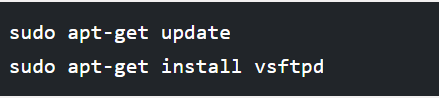 sudo apt-get update
sudo apt-get install vsftpd